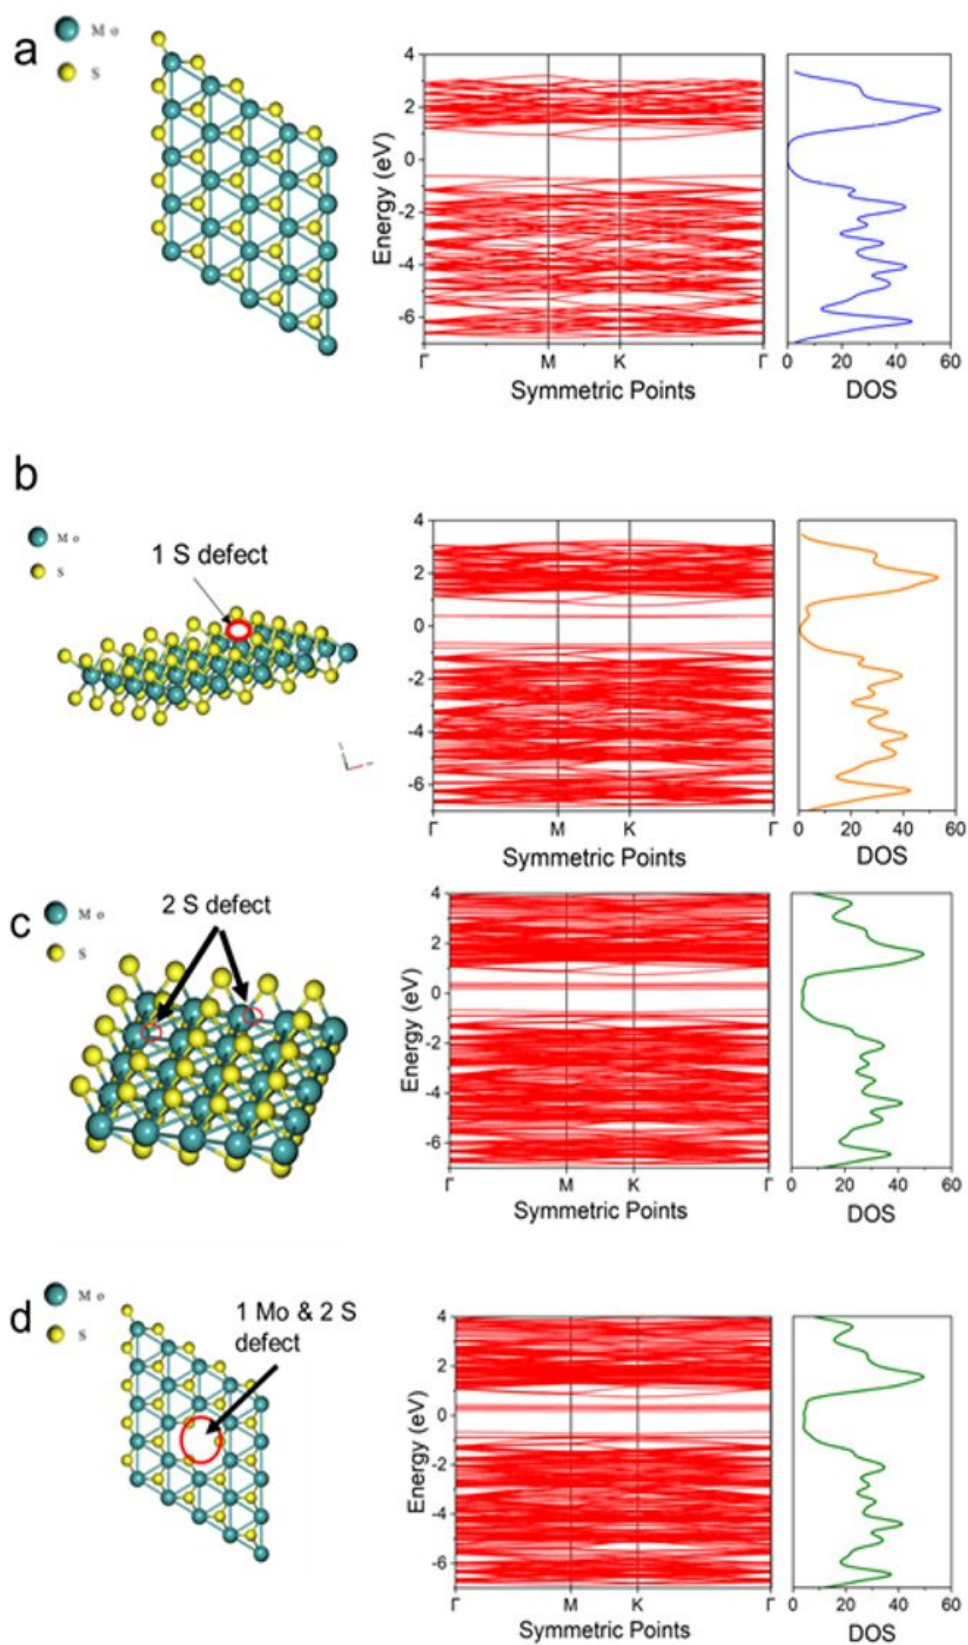 a
Mo
S
4
2
0
-2
-4
-6
Energy (eV)
Γ M K Γ
Symmetric Points
0 20 40 60
DOS
b
Mo
S
1 S defect
4
2
0
-2
-4
-6
Energy (eV)
Γ M K Γ
Symmetric Points
0 20 40 60
DOS
c
Mo
S
2 S defect
4
2
0
-2
-4
-6
Energy (eV)
Γ M K Γ
Symmetric Points
0 20 40 60
DOS
d
Mo
S
1 Mo & 2 S
defect
4
2
0
-2
-4
-6
Energy (eV)
Γ M K Γ
Symmetric Points
0 20 40 60
DOS